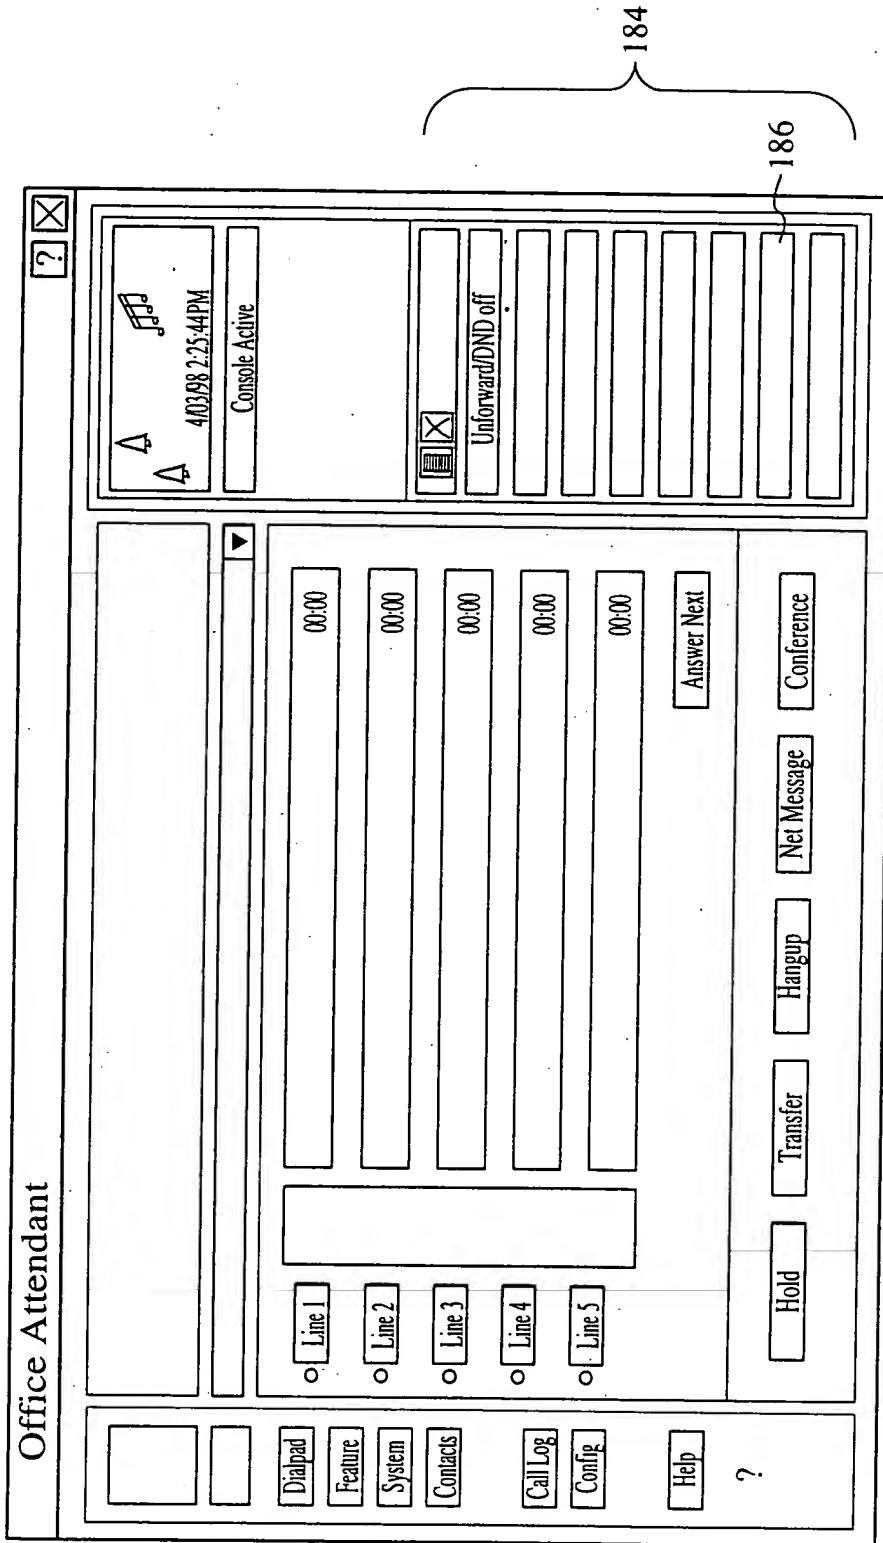 Office Attendant
? X
Dialpad
Feature
System
Contacts
Call Log
Config
Help
?
Line 1 00:00
Line 2 00:00
Line 3 00:00
Line 4 00:00
Line 5 00:00
Answer Next
Hold Transfer Hangup Net Message Conference
4/03/98 2:25:44PM
Console Active
X
Unforward/DND off
184
186